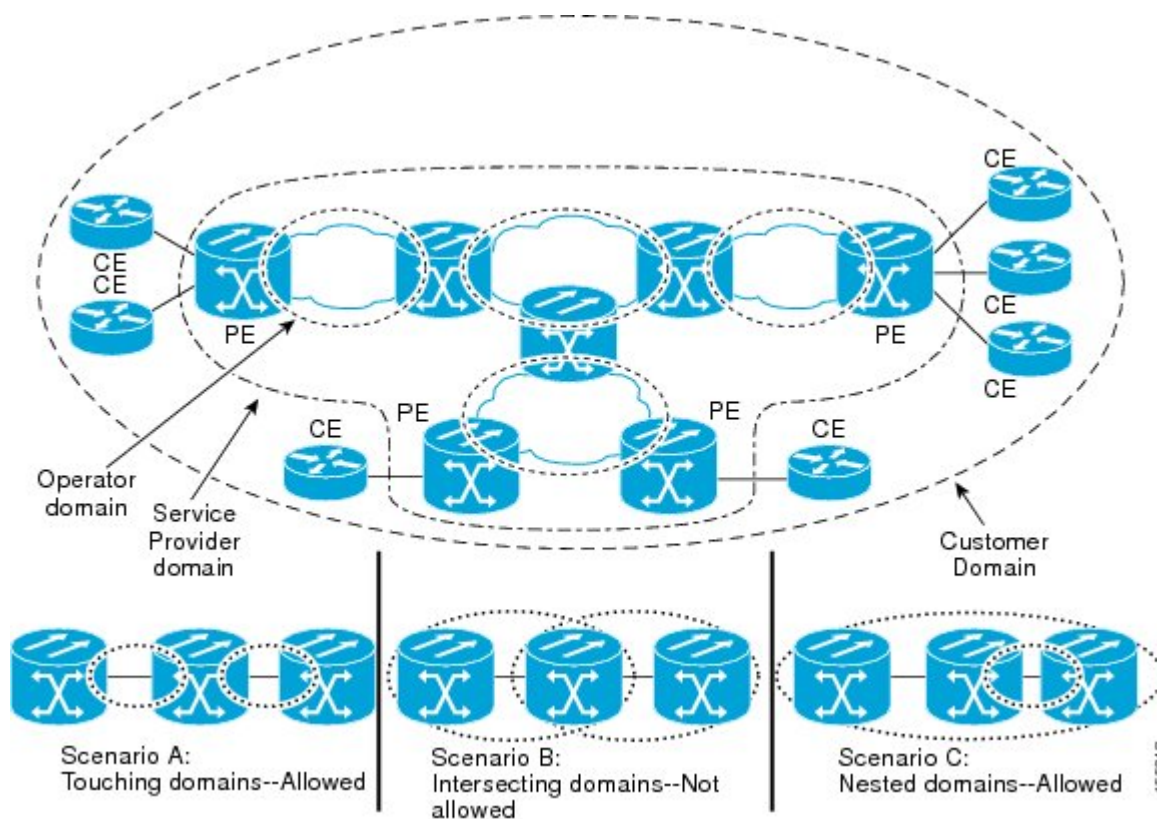 CE
CE
CE
PE
CE
PE
CE
CE
PE
PE
CE
CE
Operator
domain
Service
Provider
domain
Customer
Domain
Scenario A:
Touching domains--Allowed
Scenario B:
Intersecting domains--Not
allowed
Scenario C:
Nested domains--Allowed